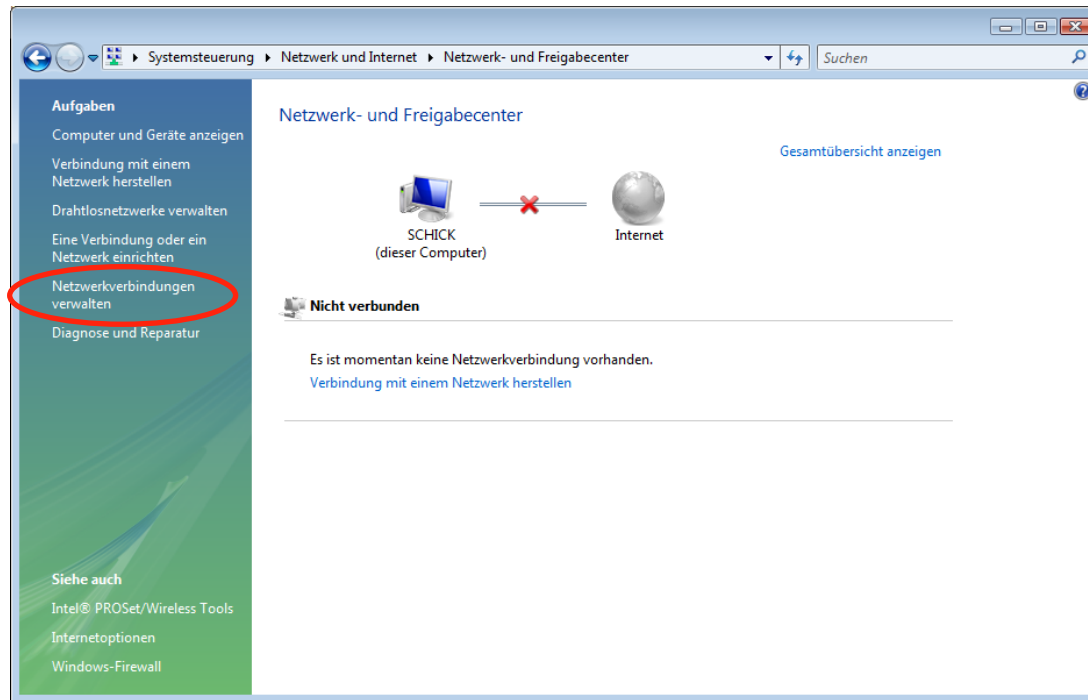 Systemsteuerung
Netzwerk und Internet
Netzwerk- und Freigabecenter
Suchen
Aufgaben
Computer und Geräte anzeigen
Verbindung mit einem
Netzwerk herstellen
Drahtlosnetzwerke verwalten
Eine Verbindung oder ein
Netzwerk einrichten
Netzwerkverbindungen
verwalten
Diagnose und Reparatur
Siehe auch
Intel® PROSet/Wireless Tools
Internetoptionen
Windows-Firewall
Netzwerk- und Freigabecenter
Gesamtübersicht anzeigen
SCHICK
(dieser Computer)
Internet
Nicht verbunden
Es ist momentan keine Netzwerkverbindung vorhanden.
Verbindung mit einem Netzwerk herstellen